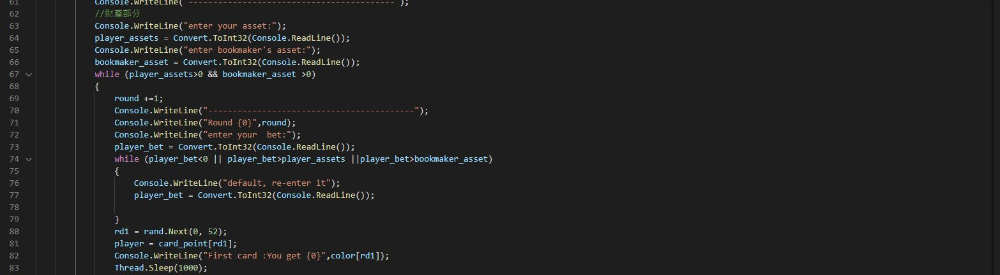 61 Console.WriteLine("------------------------------------------");
62 //財產部分
63 Console.WriteLine("enter your asset:");
64 player_assets = Convert.ToInt32(Console.ReadLine());
65 Console.WriteLine("enter bookmaker's asset:");
66 bookmaker_asset = Convert.ToInt32(Console.ReadLine());
67 while (player_assets>0 && bookmaker_asset >0)
68 {
69 round +=1;
70 Console.WriteLine("------------------------------------------");
71 Console.WriteLine("Round {0}",round);
72 Console.WriteLine("enter your  bet:");
73 player_bet = Convert.ToInt32(Console.ReadLine());
74 while (player_bet<0 || player_bet>player_assets ||player_bet>bookmaker_asset)
75 {
76 Console.WriteLine("default, re-enter it");
77 player_bet = Convert.ToInt32(Console.ReadLine());
78
79 }
80 rd1 = rand.Next(0, 52);
81 player = card_point[rd1];
82 Console.WriteLine("First card :You get {0}",color[rd1]);
83 Thread.Sleep(1000);